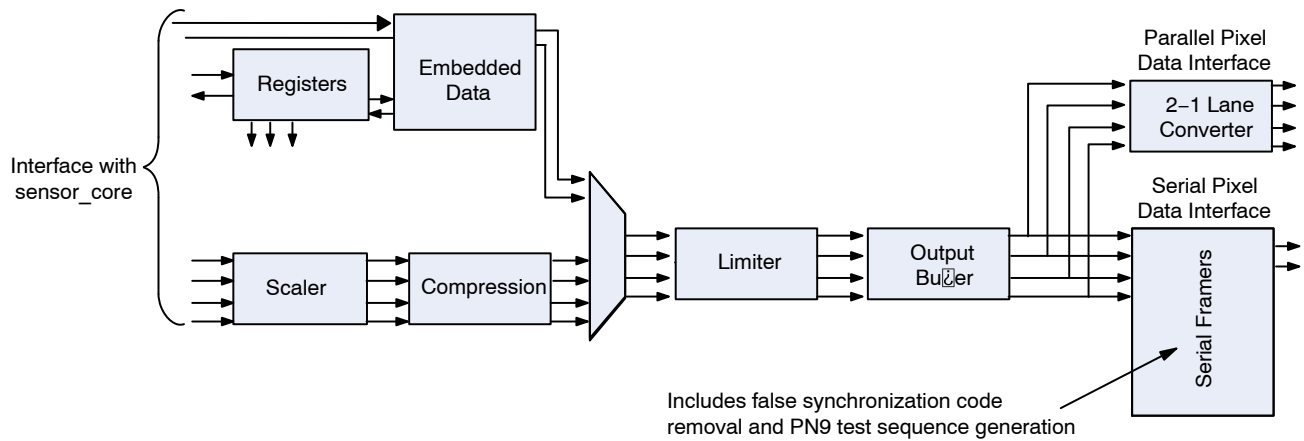 Interface with
sensor_core
Registers
Embedded
Data
Scaler
Compression
Limiter
Output
Parallel Pixel
Data Interface
2−1 Lane
Converter
Serial Pixel
Data Interface
Serial Framers
Includes false synchronization code
removal and PN9 test sequence generation